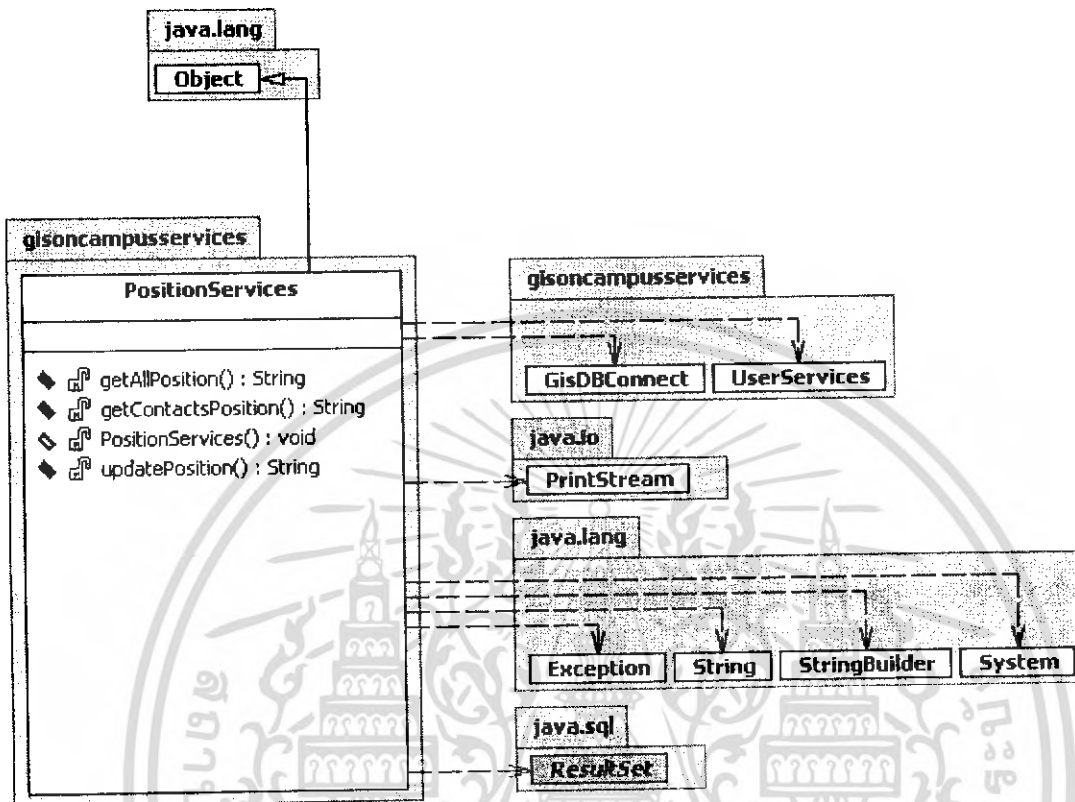 java.lang
Object
gisoncampusservices
PositionServices
getAllPosition() : String
getContactsPosition() : String
PositionServices() : void
updatePosition() : String
gisoncampusservices
GisDBConnect
UserServices
java.io
PrintStream
java.lang
Exception
String
StringBuilder
System
java.sql
ResultSet